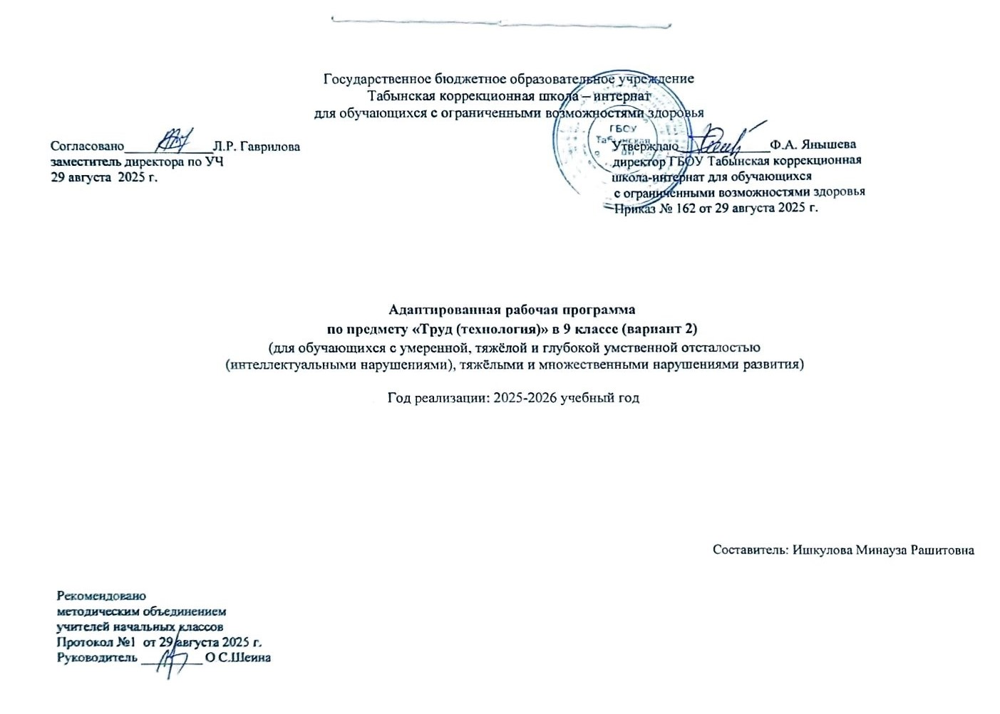 Государственное бюджетное образовательное учреждение
Табынская коррекционная школа – интернат
для обучающихся с ограниченными возможностями здоровья
Согласовано_____________Л.Р. Гаврилова
заместитель директора по УЧ
29 августа 2025 г.
ГБОУ
Табынская
Утверждаю_____________Ф.А. Янышева
директор ГБОУ Табынская коррекционная
школа-интернат для обучающихся
с ограниченными возможностями здоровья
Приказ № 162 от 29 августа 2025 г.
Адаптированная рабочая программа
по предмету «Труд (технология)» в 9 классе (вариант 2)
(для обучающихся с умеренной, тяжёлой и глубокой умственной отсталостью
(интеллектуальными нарушениями), тяжёлыми и множественными нарушениями развития)
Год реализации: 2025-2026 учебный год
Составитель: Ишкулова Минауза Рашитовна
Рекомендовано
методическим объединением
учителей начальных классов
Протокол №1 от 29 августа 2025 г.
Руководитель _________ О С.Шеина